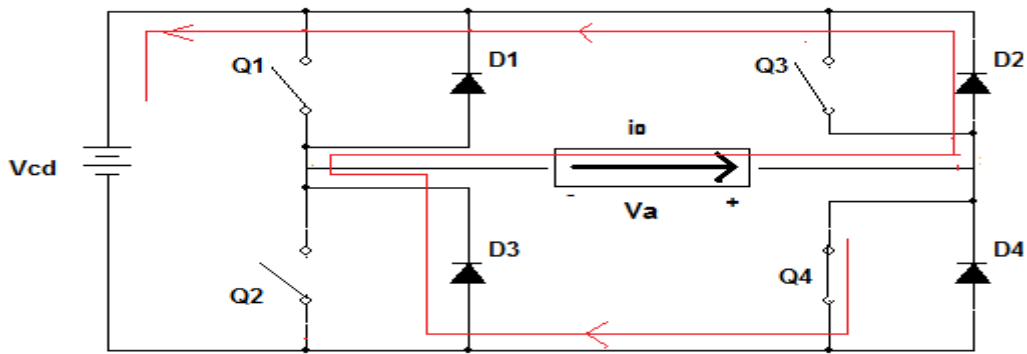 Q1
D1
Q3
D2
io
Vcd
-
Va
+
Q2
D3
Q4
D4